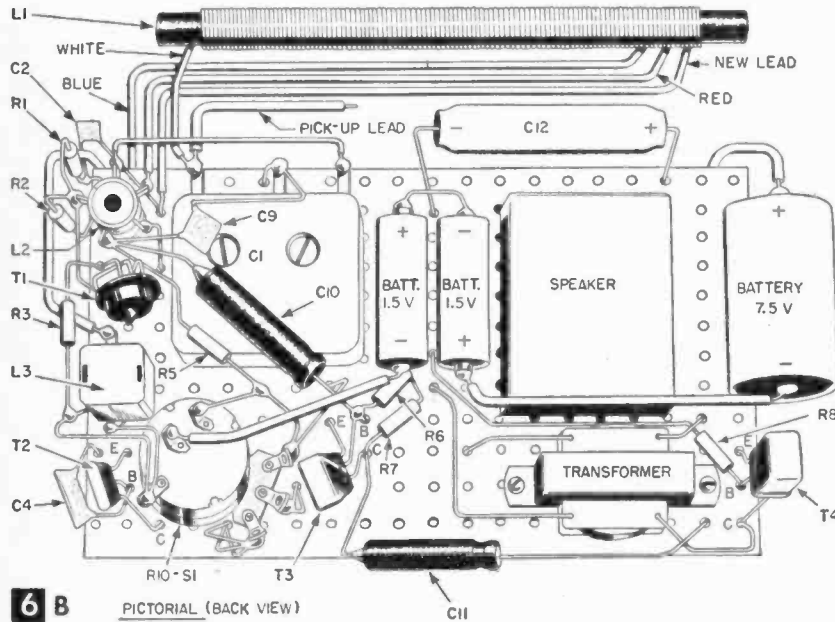 L1
WHITE
C2
BLUE
NEW LEAD
RED
R1
PICK-UP LEAD
− C12 +
R2
C9
+
−
+
L2
C1
BATT.
1.5 V
BATT.
1.5 V
SPEAKER
BATTERY
7.5 V
T1
C10
R3
−
+
−
L3
R5
E
B
R6
R8
T2
E
C
R7
E
B
TRANSFORMER
B
C4
C
C
T4
R10-S1
T3
C11
6 B
PICTORIAL (BACK VIEW)